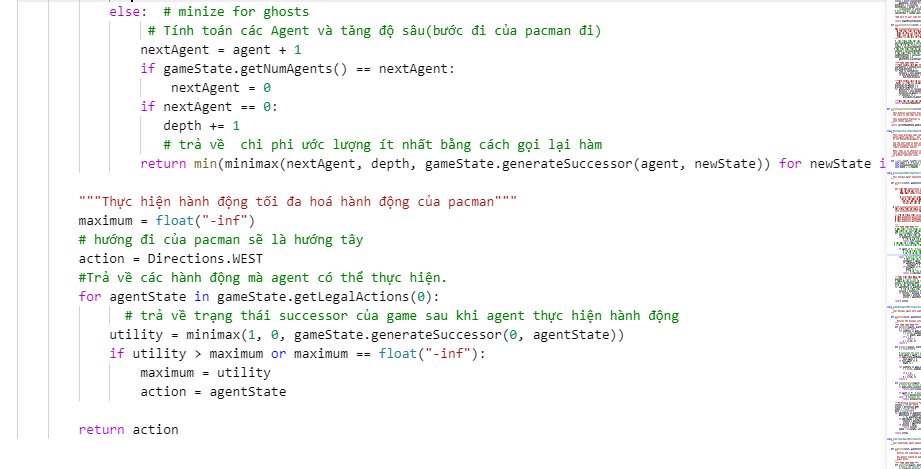 else:  # minize for ghosts
# Tính toán các Agent và tăng độ sâu(bước đi của pacman đi)
nextAgent = agent + 1
if gameState.getNumAgents() == nextAgent:
nextAgent = 0
if nextAgent == 0:
depth += 1
# trả về  chi phi ước lượng ít nhất bằng cách gọi lại hàm
return min(minimax(nextAgent, depth, gameState.generateSuccessor(agent, newState)) for newState i
"""Thực hiện hành động tối đa hoá hành động của pacman"""
maximum = float("-inf")
# hướng đi của pacman sẽ là hướng tây
action = Directions.WEST
#Trả về các hành động mà agent có thể thực hiện.
for agentState in gameState.getLegalActions(0):
# trả về trạng thái successor của game sau khi agent thực hiện hành động
utility = minimax(1, 0, gameState.generateSuccessor(0, agentState))
if utility > maximum or maximum == float("-inf"):
maximum = utility
action = agentState
return action